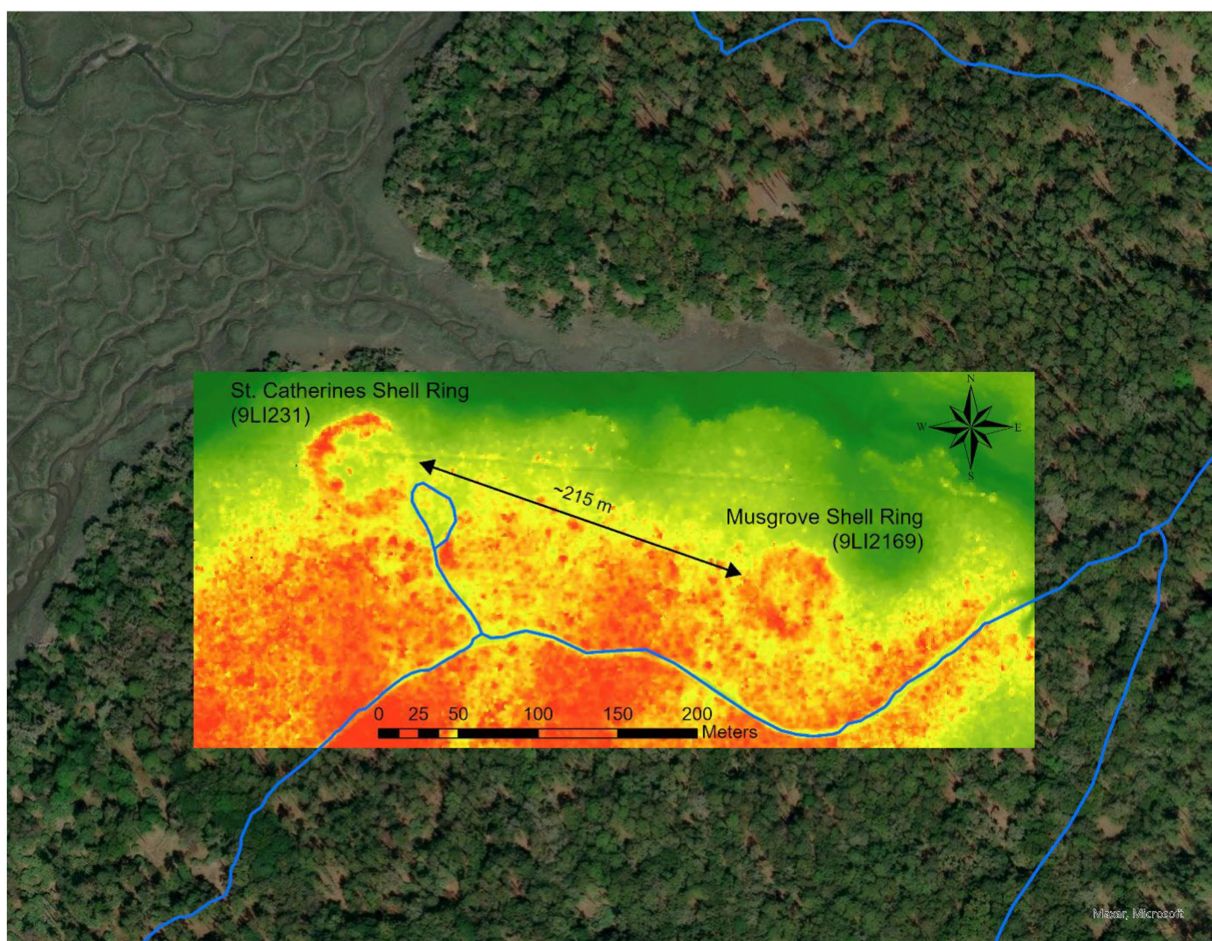 St. Catherines Shell Ring
(9LI231)
N
W
E
S
~215 m
Musgrove Shell Ring
(9LI2169)
0 25 50 100 150 200
Meters
Maxar, Microsoft